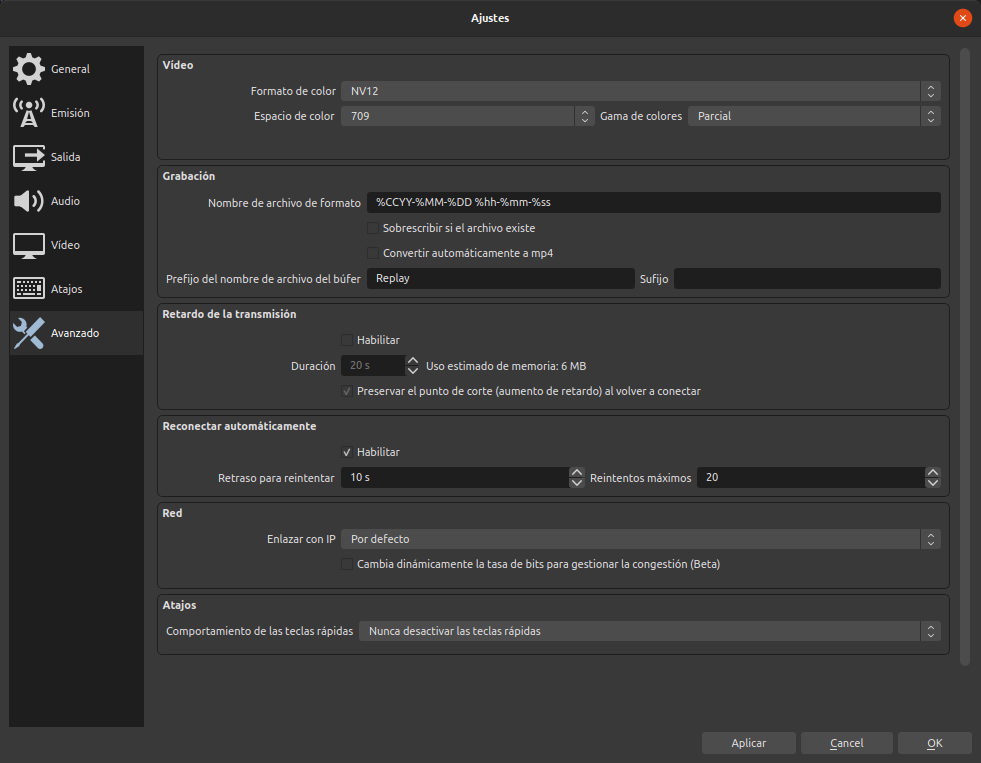 Ajustes
General
Emisión
Salida
Audio
Vídeo
Atajos
Avanzado
Vídeo
Formato de color NV12
Espacio de color 709 Gama de colores Parcial
Grabación
Nombre de archivo de formato %CCYY-%MM-%DD %hh-%mm-%ss
Sobrescribir si el archivo existe
Convertir automáticamente a mp4
Prefijo del nombre de archivo del búfer Replay Sufijo
Retardo de la transmisión
Habilitar
Duración 20 s Uso estimado de memoria: 6 MB
Preservar el punto de corte (aumento de retardo) al volver a conectar
Reconectar automáticamente
Habilitar
Retraso para reintentar 10 s Reintentos máximos 20
Red
Enlazar con IP Por defecto
Cambia dinámicamente la tasa de bits para gestionar la congestión (Beta)
Atajos
Comportamiento de las teclas rápidas Nunca desactivar las teclas rápidas
Aplicar Cancel OK